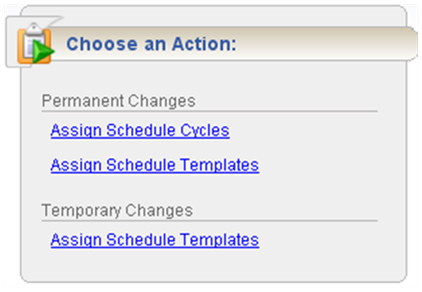 Choose an Action:
Permanent Changes
Assign Schedule Cycles
Assign Schedule Templates
Temporary Changes
Assign Schedule Templates